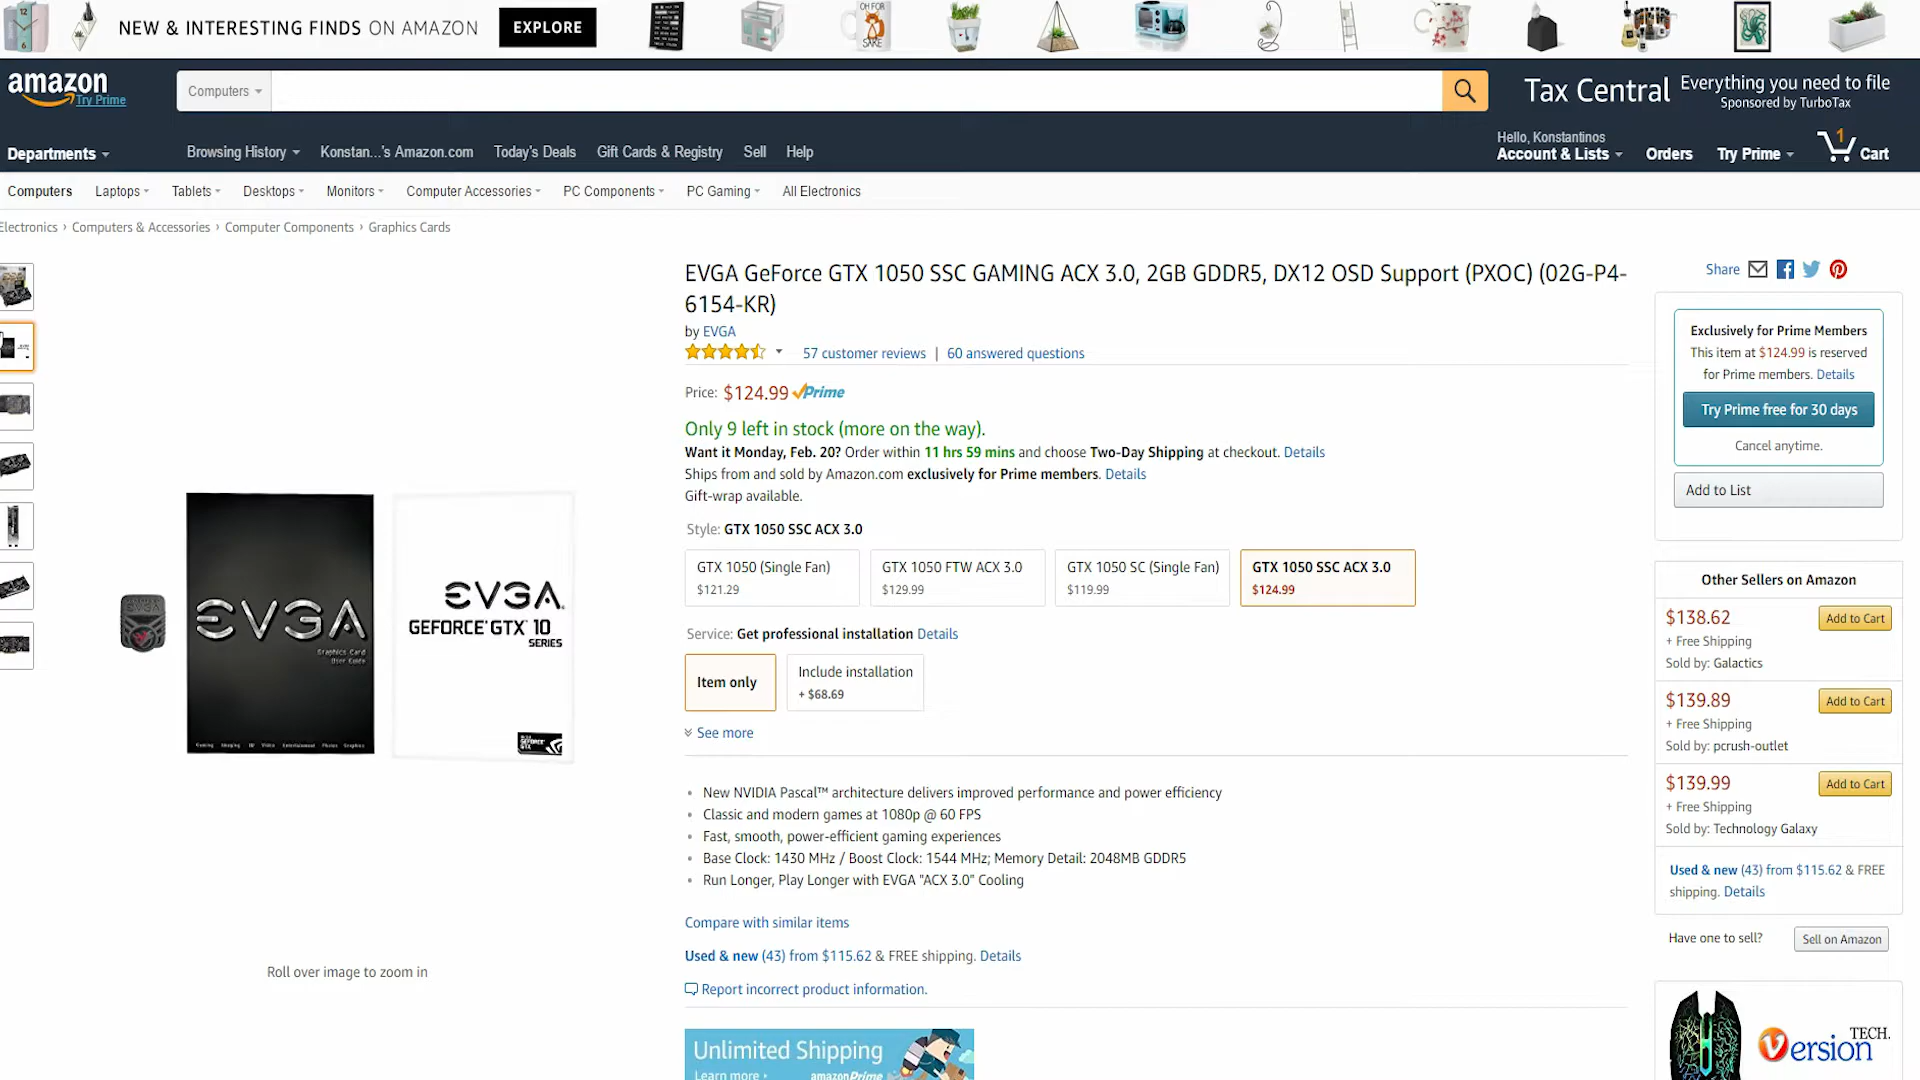 NEW & INTERESTING FINDS ON AMAZON EXPLORE
OH FOR
SAKE
amazon
Try Prime
Computers
Tax Central Everything you need to file
Sponsored by TurboTax
Departments
Browsing History Konstan...'s Amazon.com Today's Deals Gift Cards & Registry Sell Help
Hello, Konstantinos
Account & Lists Orders Try Prime 1 Cart
Computers Laptops Tablets Desktops Monitors Computer Accessories PC Components PC Gaming All Electronics
Electronics › Computers & Accessories › Computer Components › Graphics Cards
EVGA GeForce GTX 1050 SSC GAMING ACX 3.0, 2GB GDDR5, DX12 OSD Support (PXOC) (02G-P4-
6154-KR)
by EVGA
57 customer reviews | 60 answered questions
Price: $124.99 Prime
Only 9 left in stock (more on the way).
Want it Monday, Feb. 20? Order within 11 hrs 59 mins and choose Two-Day Shipping at checkout. Details
Ships from and sold by Amazon.com exclusively for Prime members. Details
Gift-wrap available.
Style: GTX 1050 SSC ACX 3.0
GTX 1050 (Single Fan) GTX 1050 FTW ACX 3.0 GTX 1050 SC (Single Fan) GTX 1050 SSC ACX 3.0
$121.29 $129.99 $119.99 $124.99
Service: Get professional installation Details
Item only
Include installation
+ $68.69
See more
• New NVIDIA Pascal™ architecture delivers improved performance and power efficiency
• Classic and modern games at 1080p @ 60 FPS
• Fast, smooth, power-efficient gaming experiences
• Base Clock: 1430 MHz / Boost Clock: 1544 MHz; Memory Detail: 2048MB GDDR5
• Run Longer, Play Longer with EVGA "ACX 3.0" Cooling
Compare with similar items
Used & new (43) from $115.62 & FREE shipping. Details
Report incorrect product information.
Unlimited Shipping
Learn more › amazonPrime
EVGA
Graphics Card
User Guide
EVGA
GEFORCE GTX 10
SERIES
GEFORCE
GTX
Roll over image to zoom in
Share
Exclusively for Prime Members
This item at $124.99 is reserved
for Prime members. Details
Try Prime free for 30 days
Cancel anytime.
Add to List
Other Sellers on Amazon
$138.62 Add to Cart
+ Free Shipping
Sold by: Galactics
$139.89 Add to Cart
+ Free Shipping
Sold by: pcrush-outlet
$139.99 Add to Cart
+ Free Shipping
Sold by: Technology Galaxy
Used & new (43) from $115.62 & FREE
shipping. Details
Have one to sell? Sell on Amazon
Version TECH.